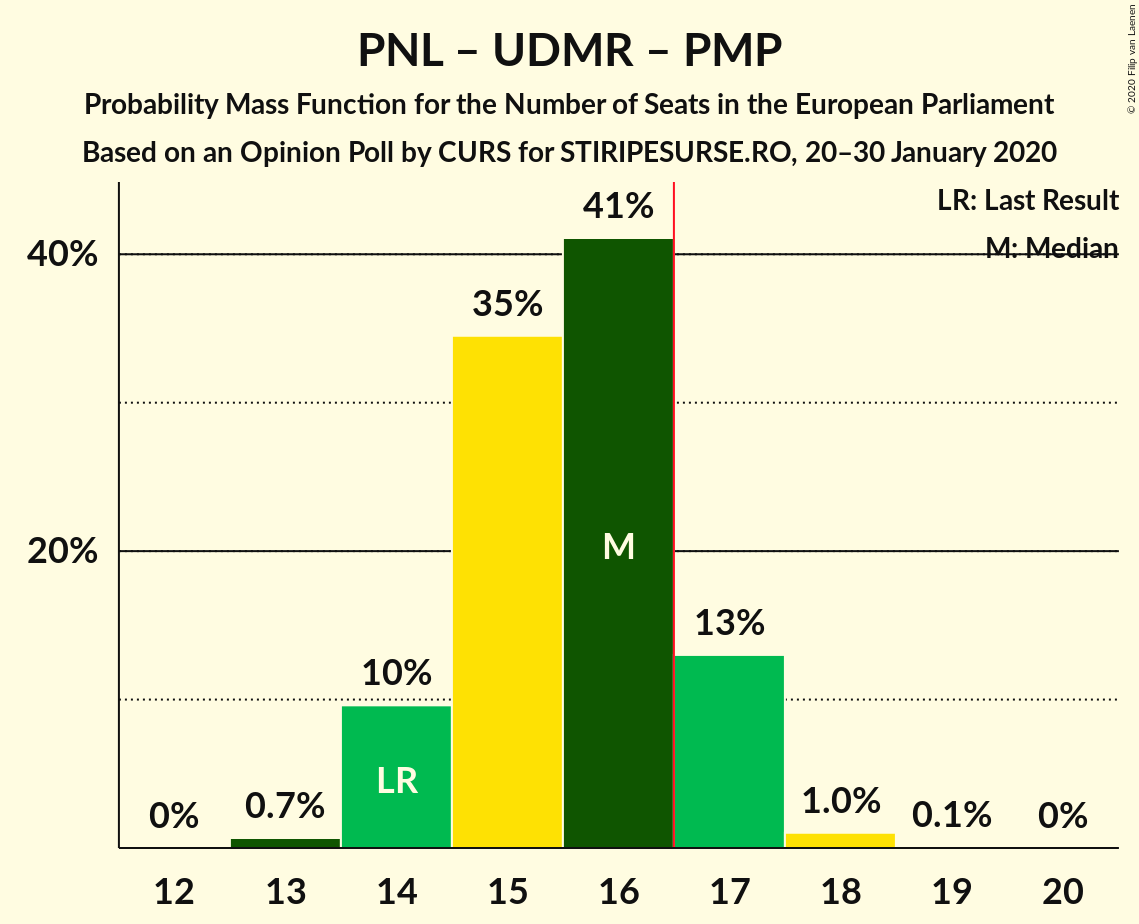 © 2020 Filip van Laenen
PNL – UDMR – PMP
Probability Mass Function for the Number of Seats in the European Parliament
Based on an Opinion Poll by CURS for STIRIPESURSE.RO, 20–30 January 2020
LR: Last Result
M: Median
40%
20%
0%
0.7%
10%
35%
41%
13%
1.0%
0.1%
0%
LR
M
12 13 14 15 16 17 18 19 20